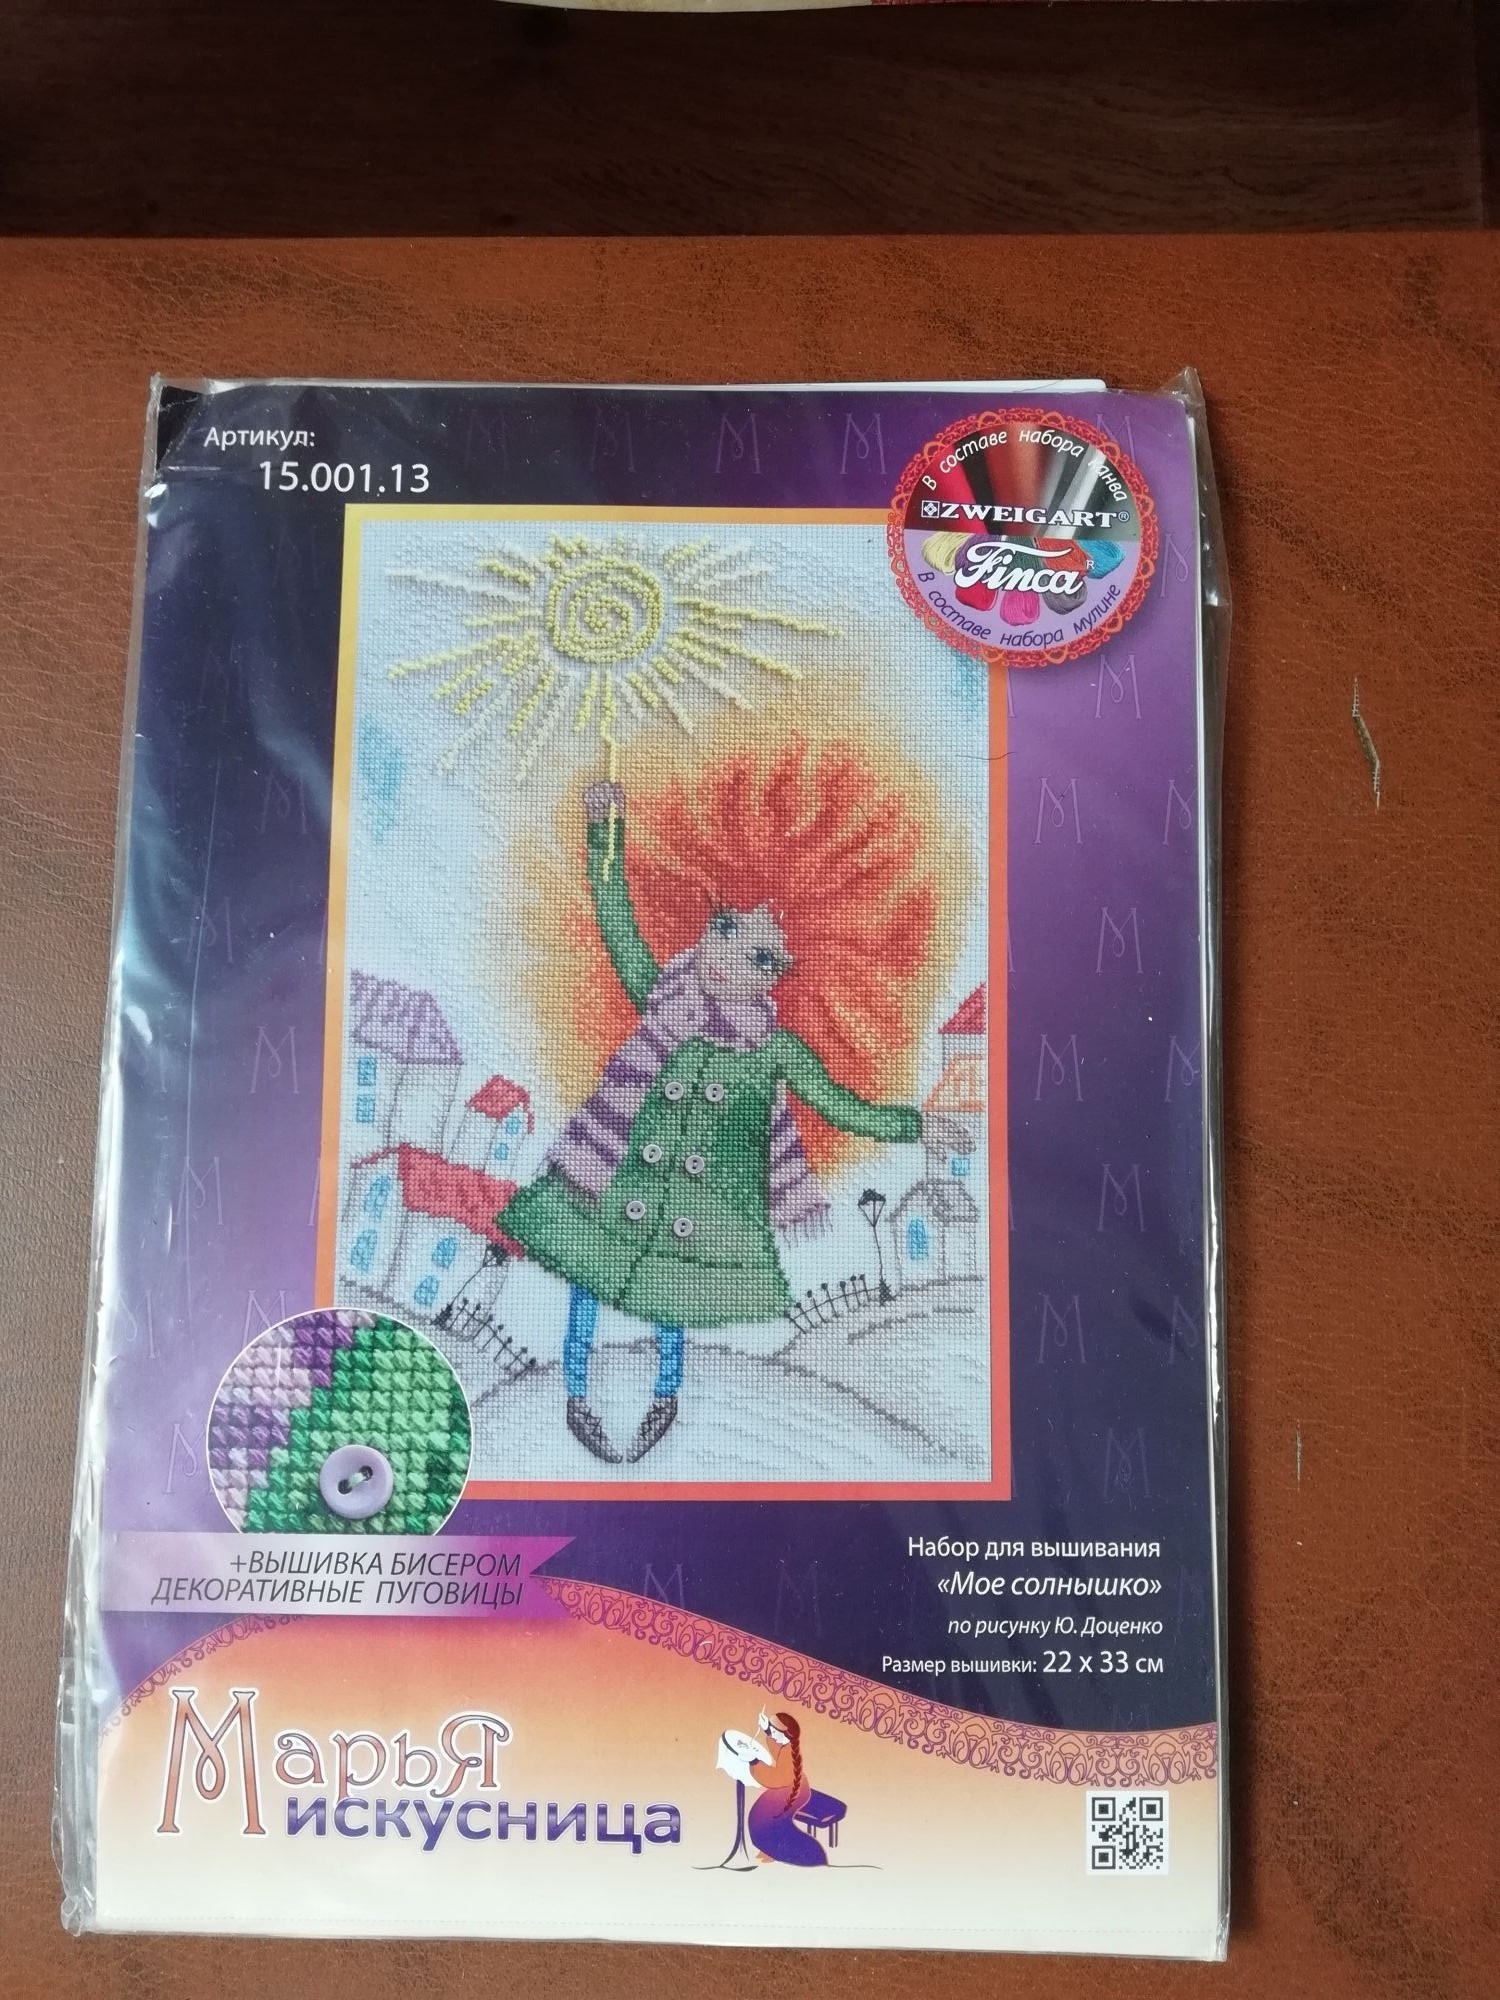 Артикул:
15.001.13
В составе набора канва
ZWEIGART®
Finca®
В составе набора мулине
+ВЫШИВКА БИСЕРОМ
ДЕКОРАТИВНЫЕ ПУГОВИЦЫ
Набор для вышивания
«Мое солнышко»
по рисунку Ю. Доценко
Размер вышивки: 22 х 33 см
МарьЯ
искусница